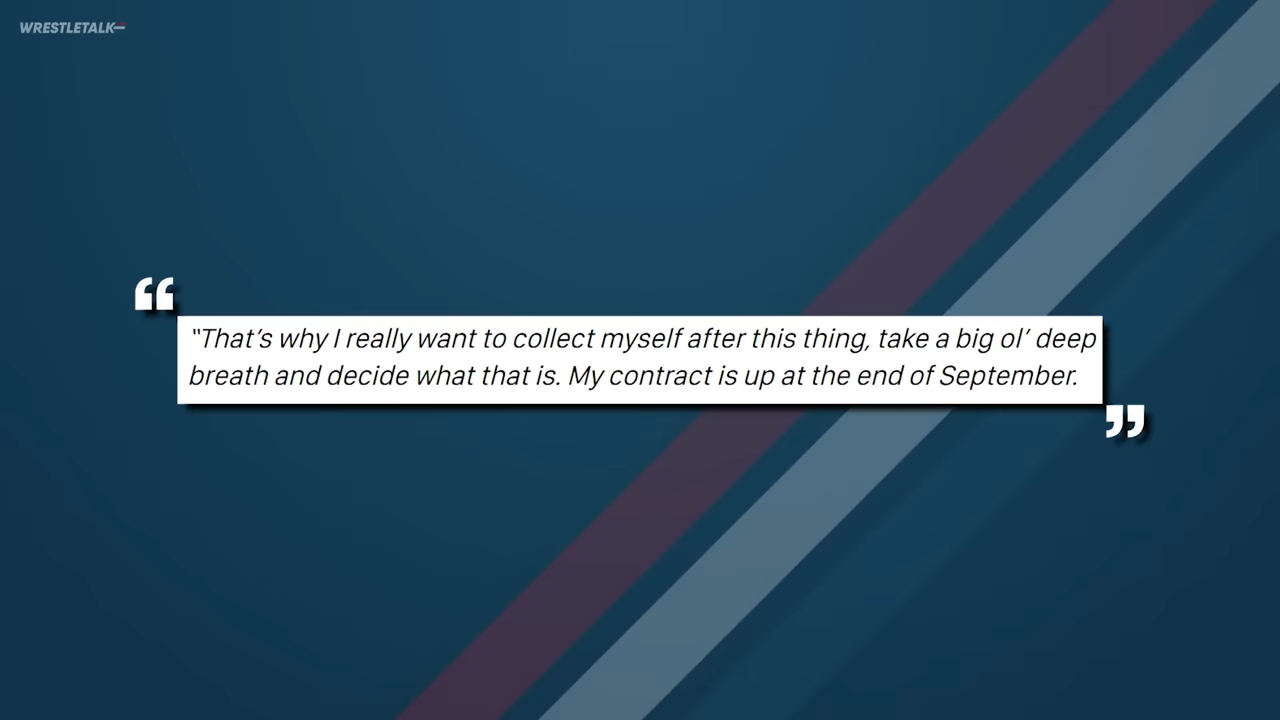 WRESTLETALK
“
“That’s why I really want to collect myself after this thing, take a big ol’ deep
breath and decide what that is. My contract is up at the end of September.
”